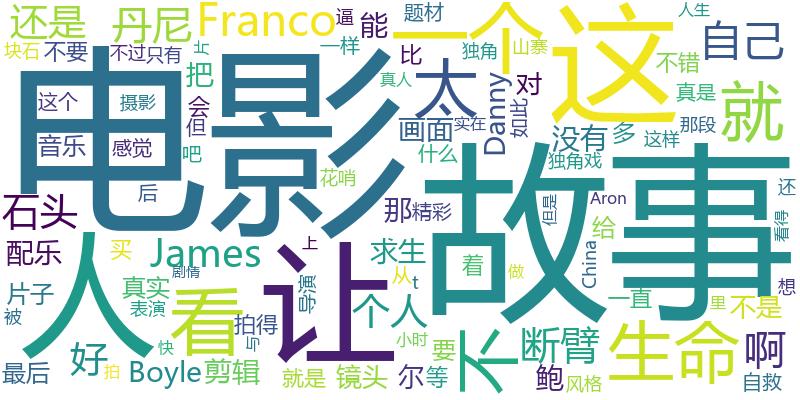 还是
丹尼
Franco
能
题材
一个
这
人生
逼
块石
不要
不过
只有
片
把
比
一样
独角
山寨
不错
自己
电影
太
Danny
对
如此
真人
真是
就
这个
摄影
会
但
画面
实在
没有
多
这样
那段
音乐
感觉
吧
什么
独角戏
故事
后
花哨
石头
人
让
那
精彩
但是
Aron
还
配乐
买
James
上
求生
给
看得
China
片子
真实
剧情
看
导演
从
t
着
做
个人
一直
里
想
被
表演
拍得
与
小时
不
断臂
不是
生命
啊
好
快
要
最后
拍
Boyle
剪辑
就是
镜头
尔
等
鲍
风格
自救